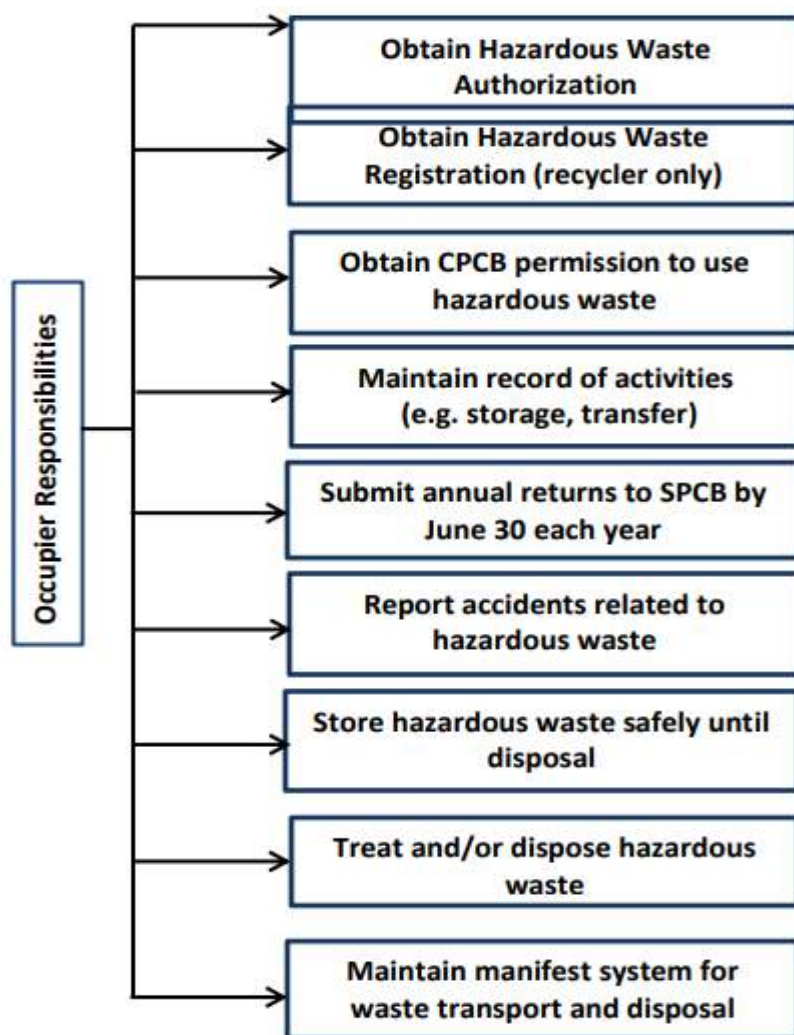 Occupier Responsibilities
Obtain Hazardous Waste
Authorization
Obtain Hazardous Waste
Registration (recycler only)
Obtain CPCB permission to use
hazardous waste
Maintain record of activities
(e.g. storage, transfer)
Submit annual returns to SPCB by
June 30 each year
Report accidents related to
hazardous waste
Store hazardous waste safely until
disposal
Treat and/or dispose hazardous
waste
Maintain manifest system for
waste transport and disposal